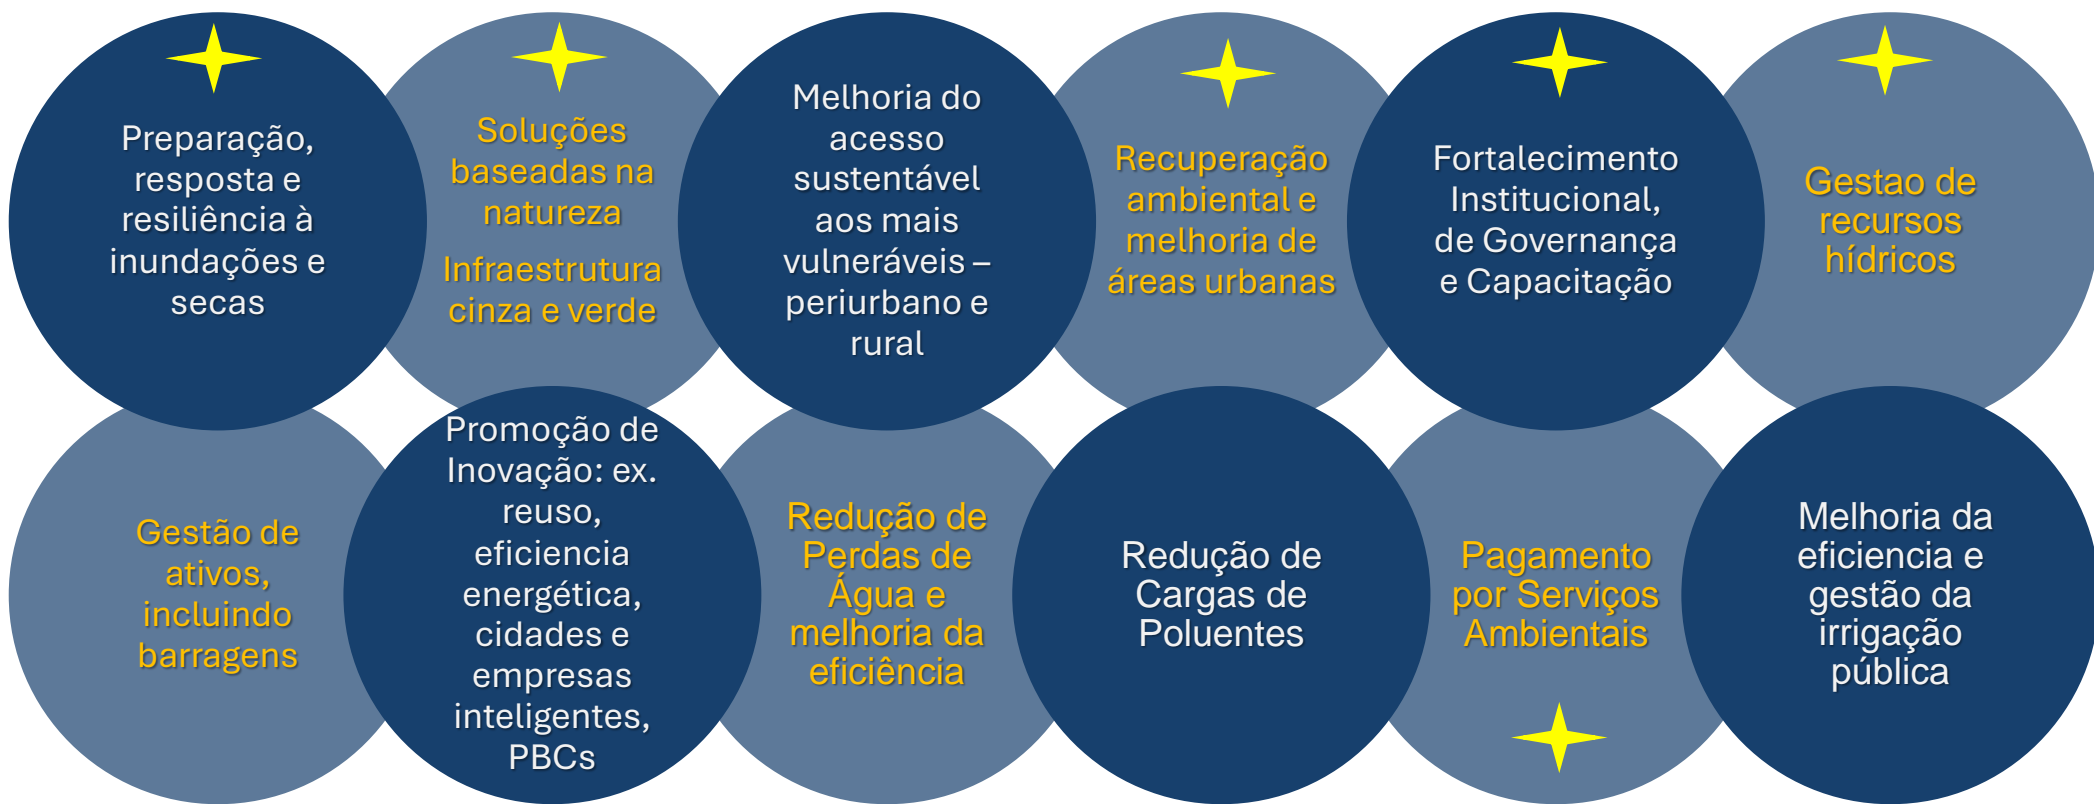 Preparação,
resposta e
resiliência à
inundações e
secas
Soluções
baseadas na
natureza
Infraestrutura
cinza e verde
Melhoria do
acesso
sustentável
aos mais
vulneráveis –
periurbano e
rural
Recuperação
ambiental e
melhoria de
áreas urbanas
Fortalecimento
Institucional,
de Governança
e Capacitação
Gestao de
recursos
hídricos
Gestão de
ativos,
incluindo
barragens
Promoção de
Inovação: ex.
reuso,
eficiencia
energética,
cidades e
empresas
inteligentes,
PBCs
Redução de
Perdas de
Água e
melhoria da
eficiência
Redução de
Cargas de
Poluentes
Pagamento
por Serviços
Ambientais
Melhoria da
eficiencia e
gestão da
irrigação
pública